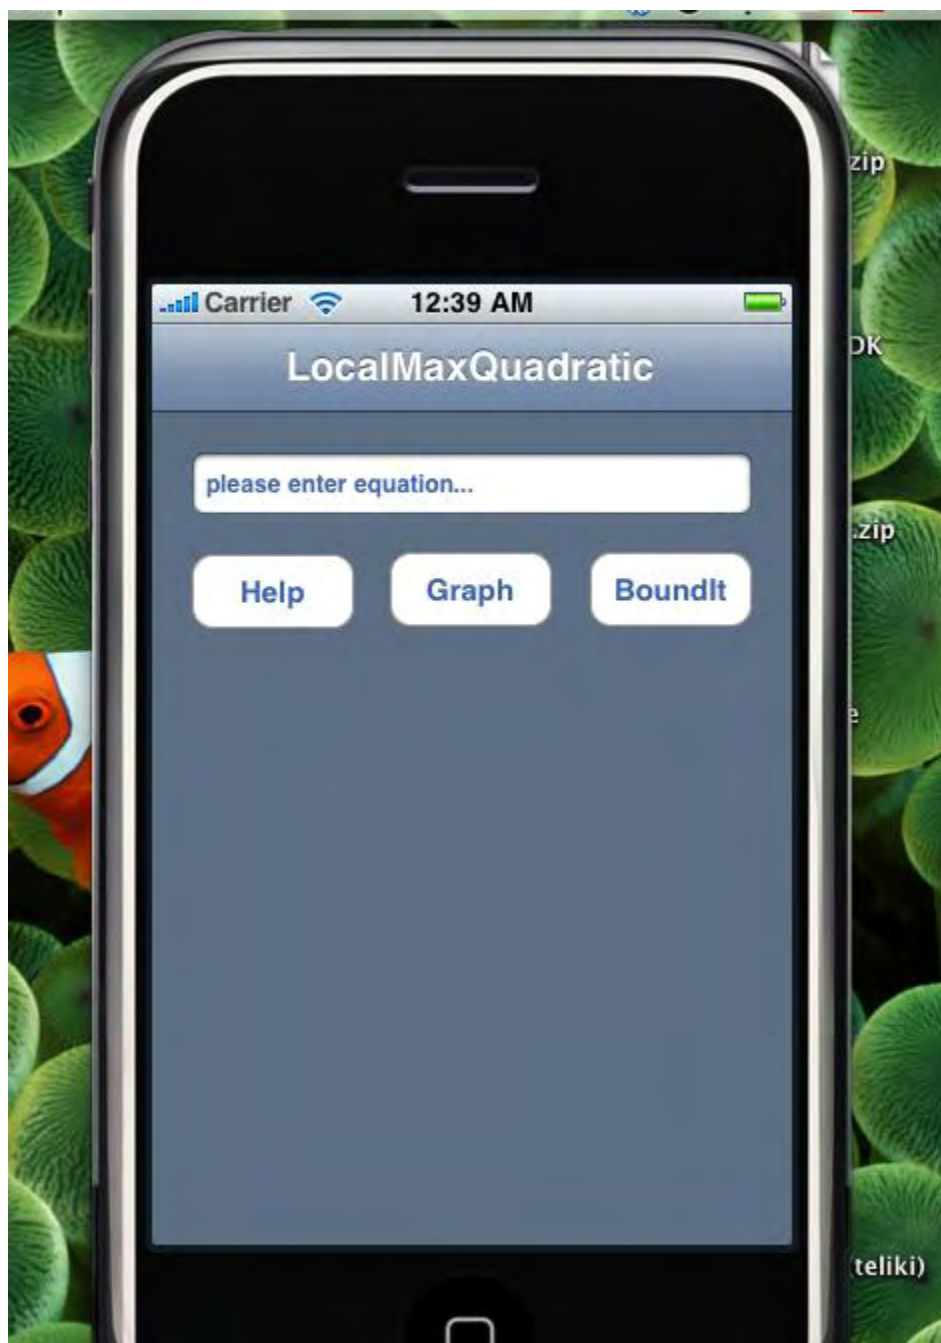 .zip
Carrier 12:39 AM
LocalMaxQuadratic
DK
please enter equation...
.zip
Help Graph BoundIt
e
(teliki)